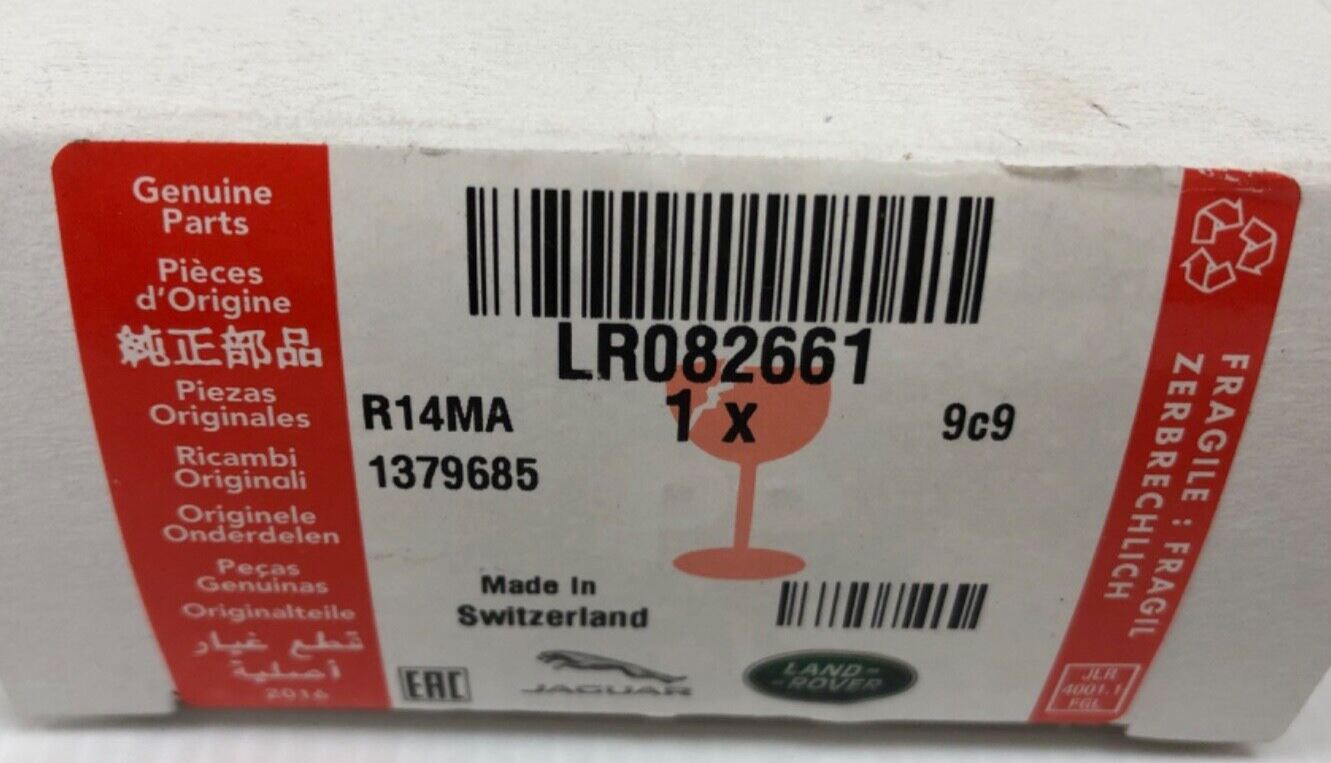 Genuine
Parts
Pièces
d'Origine
純正部品
Piezas
Originales
Ricambi
Originali
Originele
Onderdelen
Peças
Genuinas
Originalteile
قطع غيار
أصلية
2016
LR082661
R14MA
1 x
9c9
1379685
Made In
Switzerland
EAC
JAGUAR
LAND-
-ROVER
FRAGILE : FRAGIL
ZERBRECHLICH
JLR
4001.1
FGL